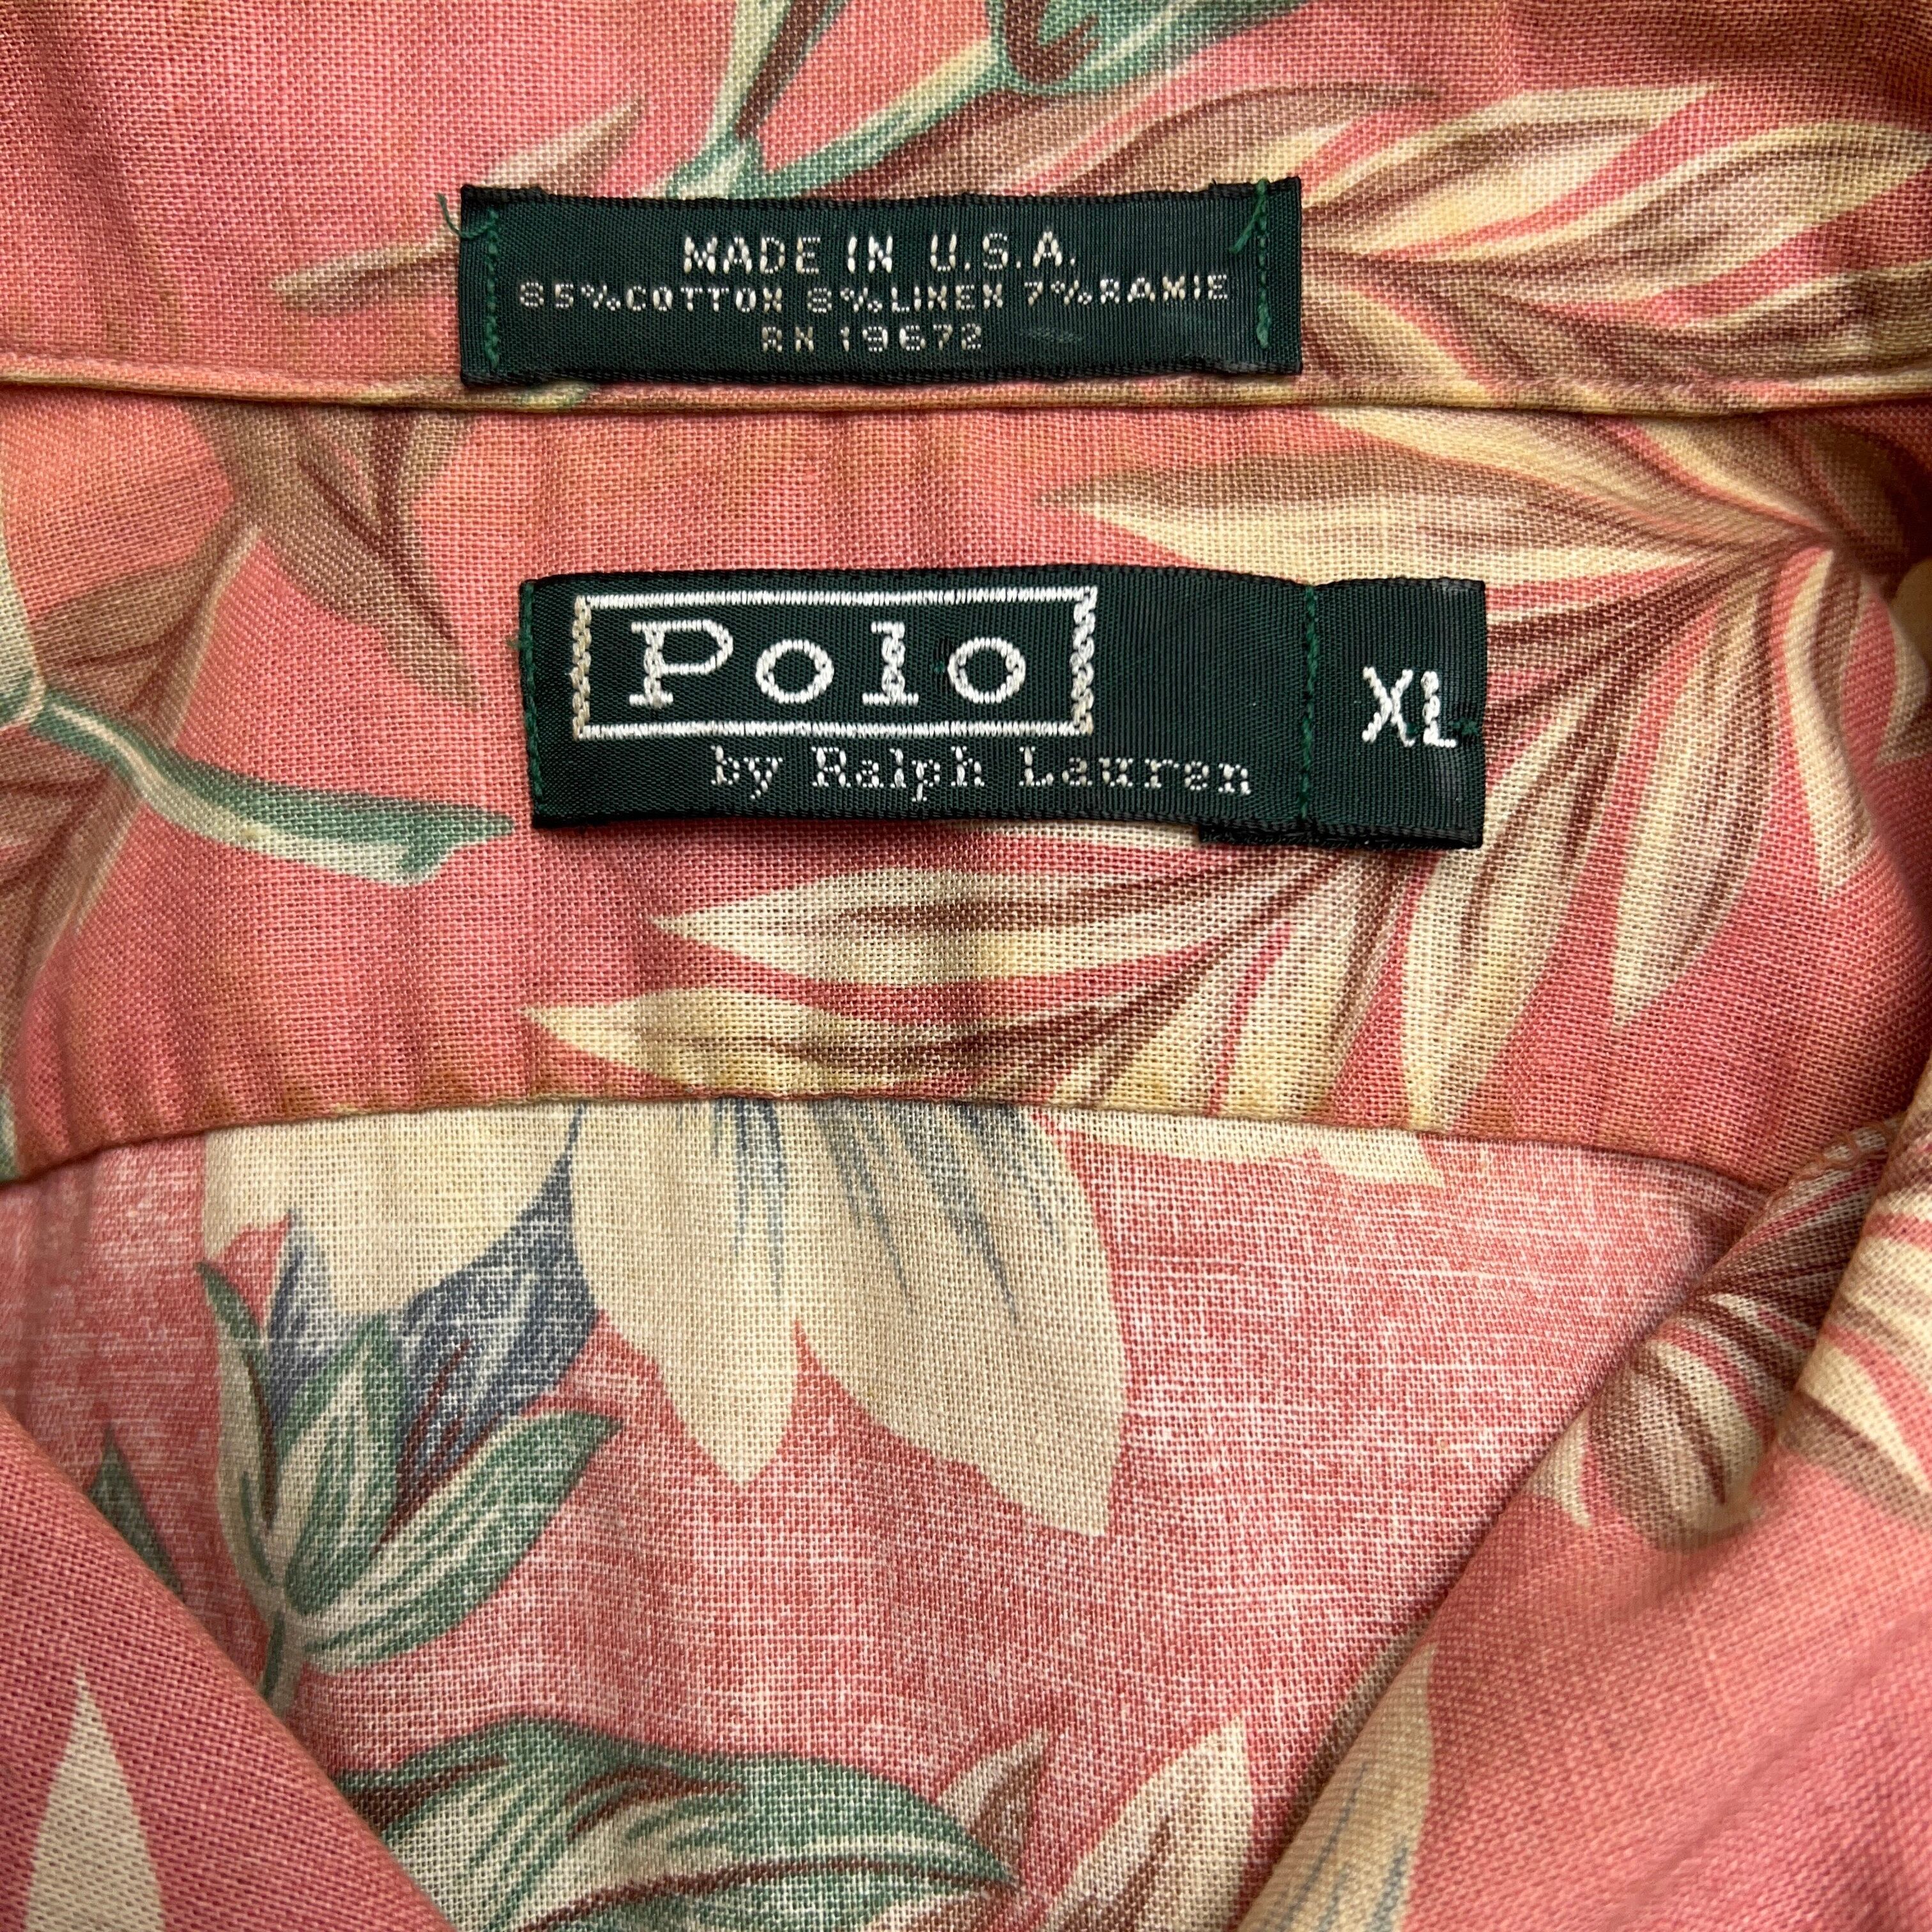 MADE IN U.S.A.
85%COTTON 8%LINEN 7%RAMIE
RN 19672
Polo
by Ralph Lauren
XL